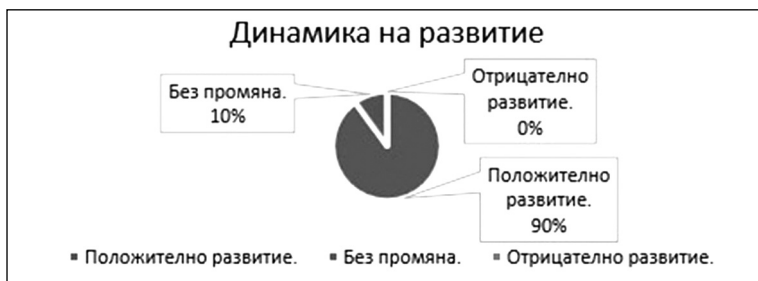 Динамика на развитие
Без промяна.
10%
Отрицателно
развитие.
0%
Положително
развитие.
90%
Положително развитие. Без промяна. Отрицателно развитие.